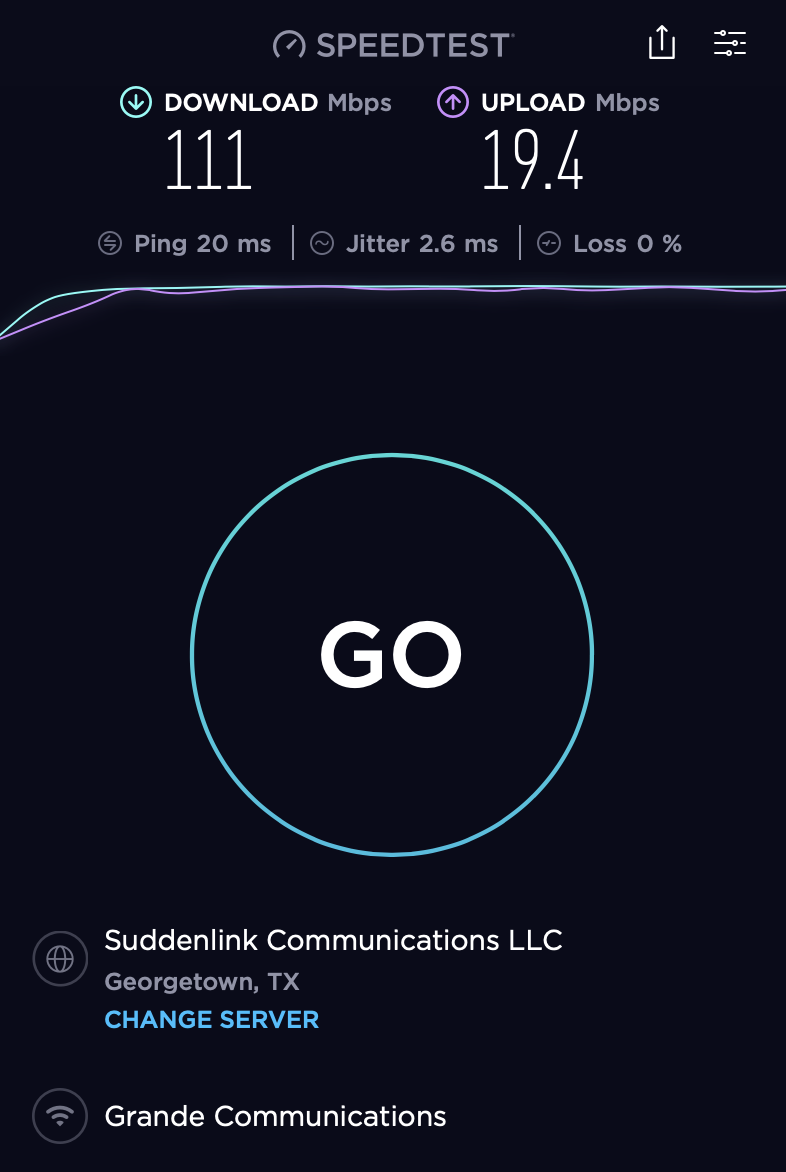 SPEEDTEST
DOWNLOAD Mbps
111
UPLOAD Mbps
19.4
Ping 20 ms
Jitter 2.6 ms
Loss 0 %
GO
Suddenlink Communications LLC
Georgetown, TX
CHANGE SERVER
Grande Communications